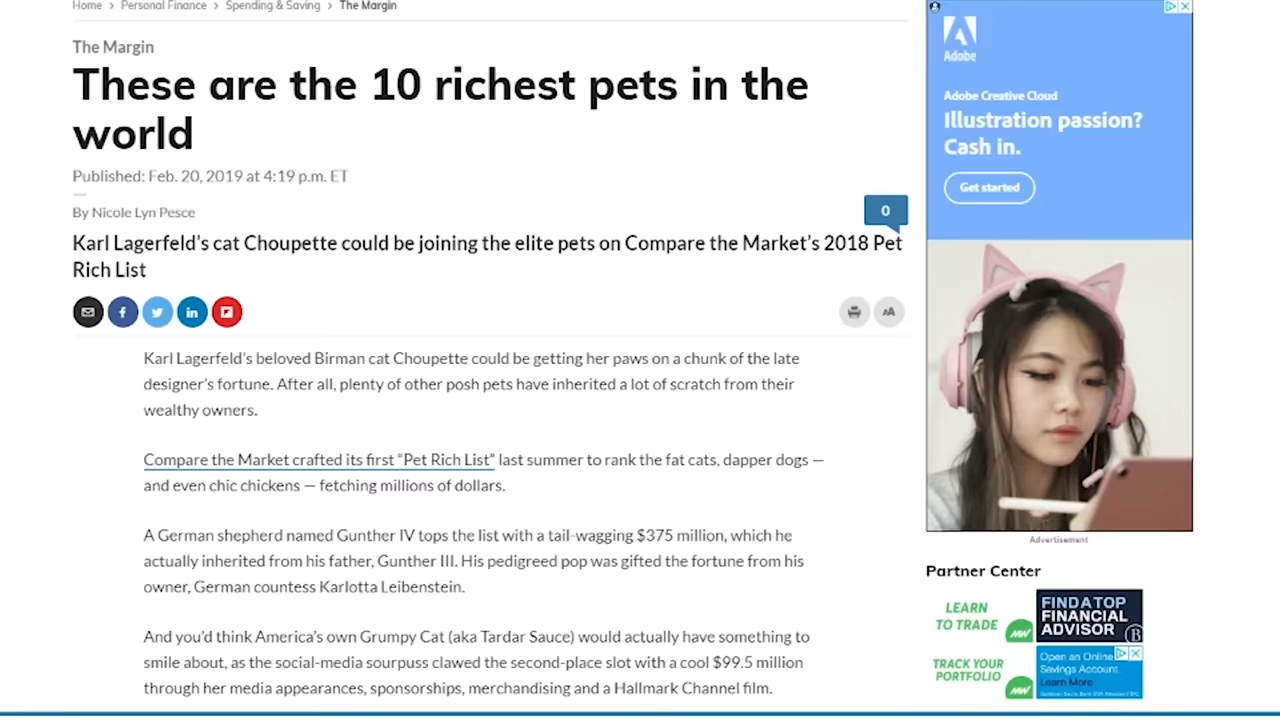 Home > Personal Finance > Spending & Saving > The Margin
The Margin
These are the 10 richest pets in the
world
Published: Feb. 20, 2019 at 4:19 p.m. ET
By Nicole Lyn Pesce
0
Karl Lagerfeld's cat Choupette could be joining the elite pets on Compare the Market's 2018 Pet
Rich List
f
in
AA
Karl Lagerfeld's beloved Birman cat Choupette could be getting her paws on a chunk of the late
designer's fortune. After all, plenty of other posh pets have inherited a lot of scratch from their
wealthy owners.
Compare the Market crafted its first “Pet Rich List” last summer to rank the fat cats, dapper dogs —
and even chic chickens — fetching millions of dollars.
A German shepherd named Gunther IV tops the list with a tail-wagging $375 million, which he
actually inherited from his father, Gunther III. His pedigreed pop was gifted the fortune from his
owner, German countess Karlotta Leibenstein.
And you'd think America's own Grumpy Cat (aka Tardar Sauce) would actually have something to
smile about, as the social-media sourpass clawed the second-place slot with a cool $99.5 million
through her media appearances, sponsorships, merchandising and a Hallmark Channel film.
Adobe
Adobe Creative Cloud
Illustration passion?
Cash in.
Get started
Advertisement
Partner Center
LEARN
TO TRADE
MW
FIND A TOP
FINANCIAL
ADVISOR
B
TRACK YOUR
PORTFOLIO
MW
Open an Online
Savings Account.
Learn More